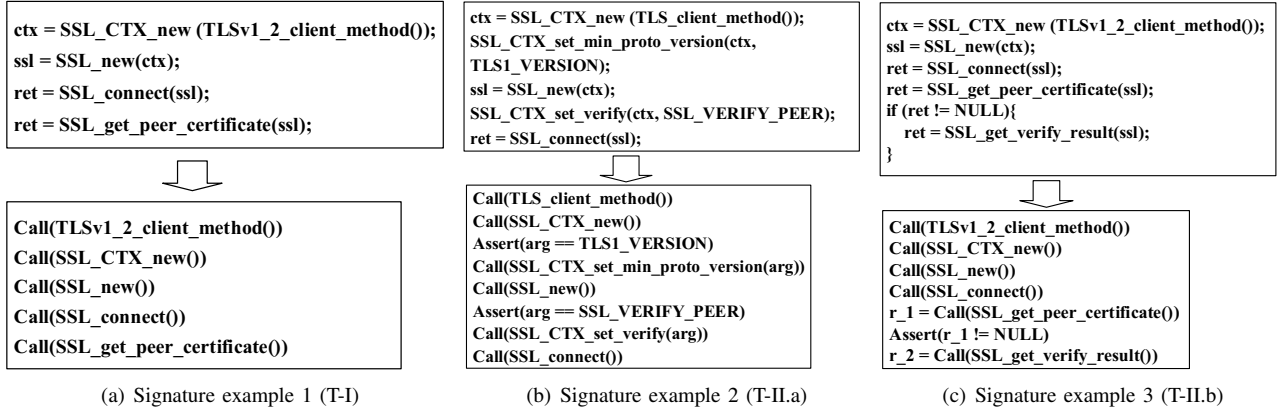 ctx = SSL_CTX_new (TLSv1_2_client_method());
ssl = SSL_new(ctx);
ret = SSL_connect(ssl);
ret = SSL_get_peer_certificate(ssl);
Call(TLSv1_2_client_method())
Call(SSL_CTX_new())
Call(SSL_new())
Call(SSL_connect())
Call(SSL_get_peer_certificate())
(a) Signature example 1 (T-I)
ctx = SSL_CTX_new (TLS_client_method());
SSL_CTX_set_min_proto_version(ctx,
TLS1_VERSION);
ssl = SSL_new(ctx);
SSL_CTX_set_verify(ctx, SSL_VERIFY_PEER);
ret = SSL_connect(ssl);
Call(TLS_client_method())
Call(SSL_CTX_new())
Assert(arg == TLS1_VERSION)
Call(SSL_CTX_set_min_proto_version(arg))
Call(SSL_new())
Assert(arg == SSL_VERIFY_PEER)
Call(SSL_CTX_set_verify(arg))
Call(SSL_connect())
(b) Signature example 2 (T-II.a)
ctx = SSL_CTX_new (TLSv1_2_client_method());
ssl = SSL_new(ctx);
ret = SSL_connect(ssl);
ret = SSL_get_peer_certificate(ssl);
if (ret != NULL){
ret = SSL_get_verify_result(ssl);
}
Call(TLSv1_2_client_method())
Call(SSL_CTX_new())
Call(SSL_new())
Call(SSL_connect())
r_1 = Call(SSL_get_peer_certificate())
Assert(r_1 != NULL)
r_2 = Call(SSL_get_verify_result())
(c) Signature example 3 (T-II.b)